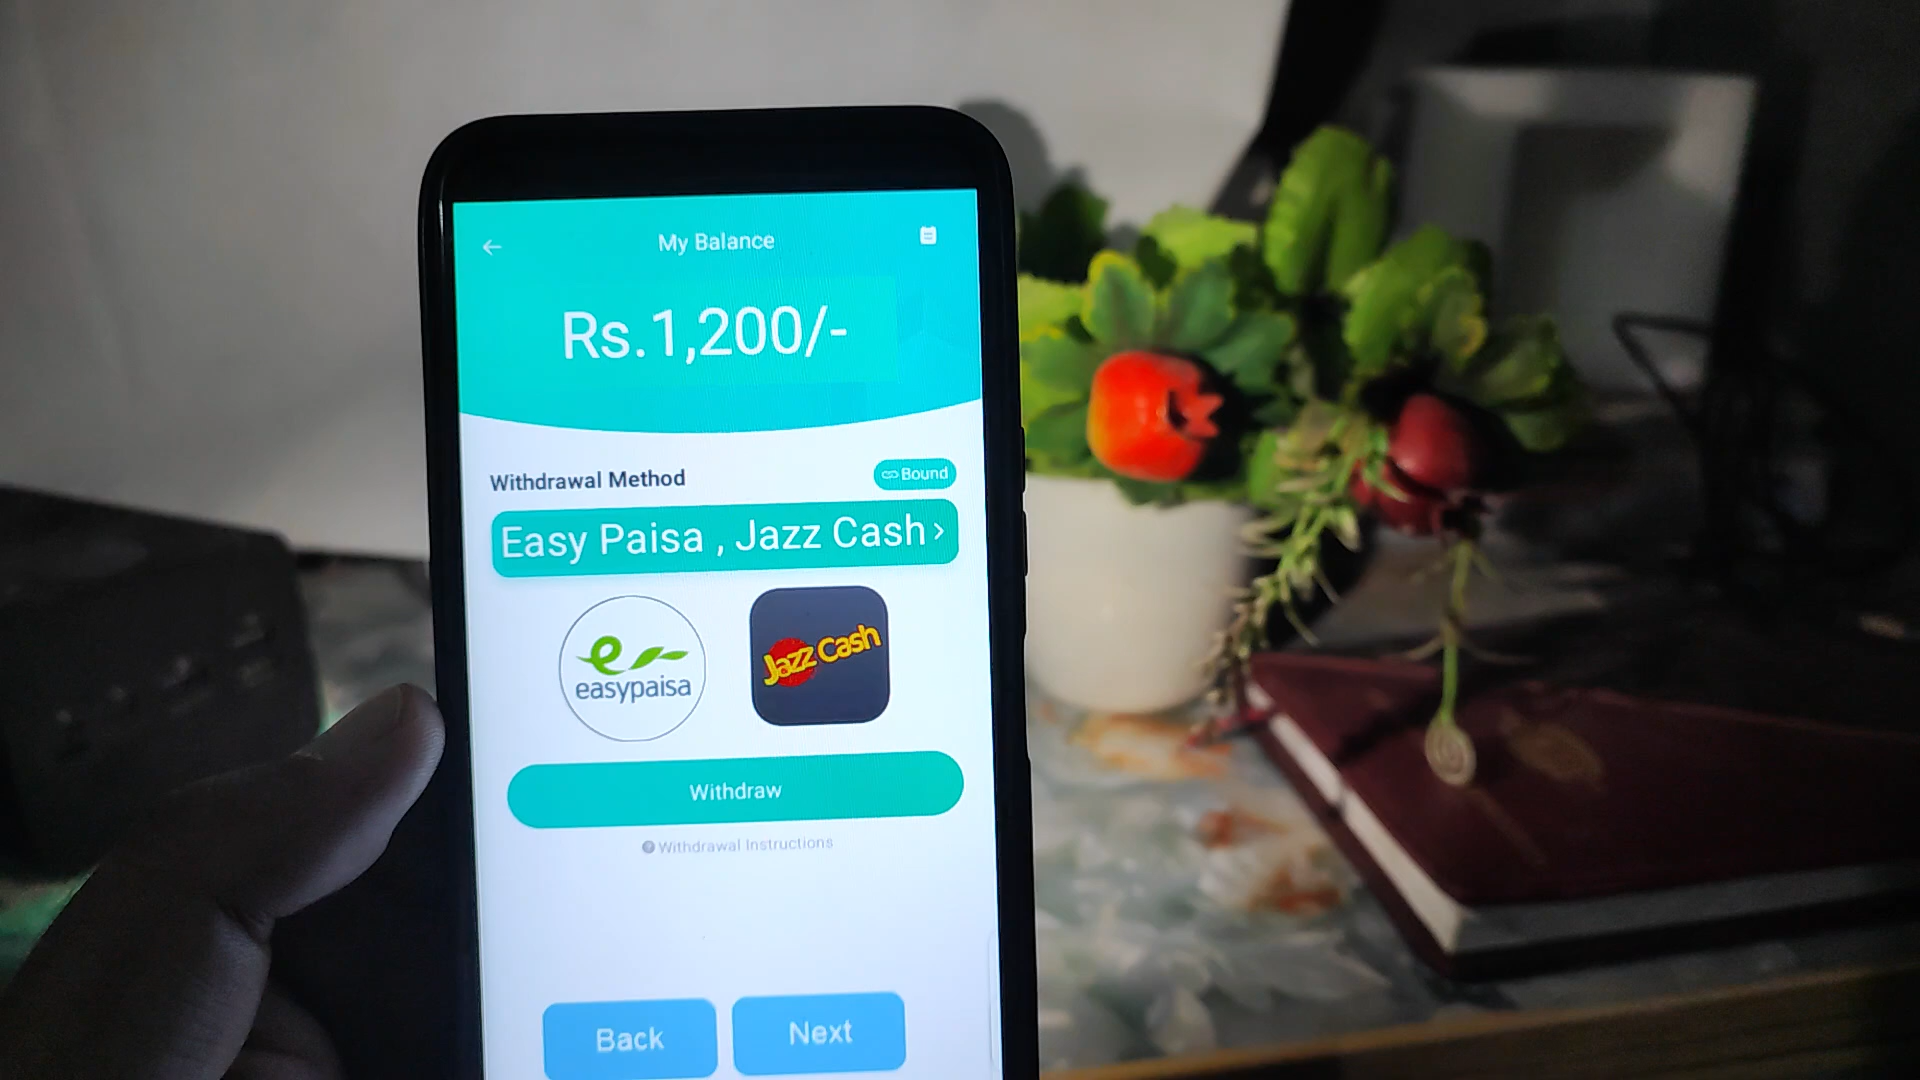 My Balance
Rs.1,200/-
Withdrawal Method
Bound
Easy Paisa , Jazz Cash
easypaisa
Jazz Cash
Withdraw
Withdrawal Instructions
Back
Next